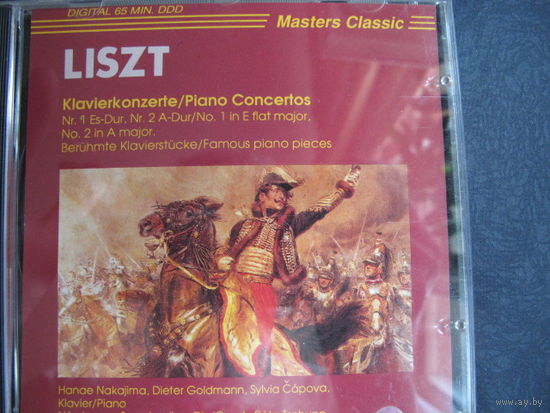 DIGITAL 65 MIN. DDD
Masters Classic
LISZT
Klavierkonzerte/Piano Concertos
Nr. 1 Es-Dur, Nr. 2 A-Dur/No. 1 in E flat major,
No. 2 in A major.
Berühmte Klavierstücke/Famous piano pieces
Hanae Nakajima, Dieter Goldmann, Sylvia Čápova,
Klavier/Piano
www.ay.by